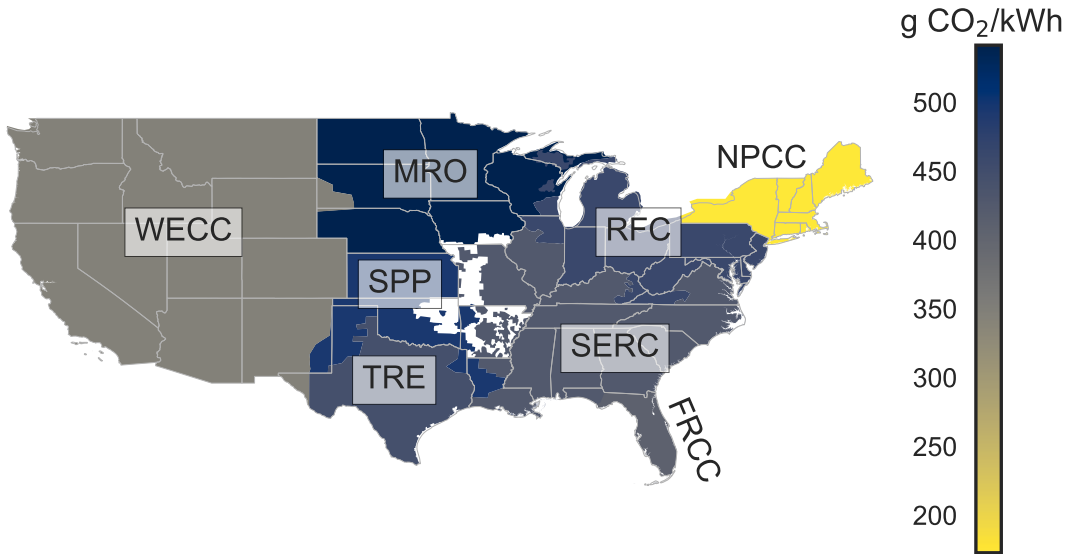 g CO₂/kWh
500
450
400
350
300
250
200
NPCC
MRO
RFC
WECC
SPP
SERC
TRE
FRCC